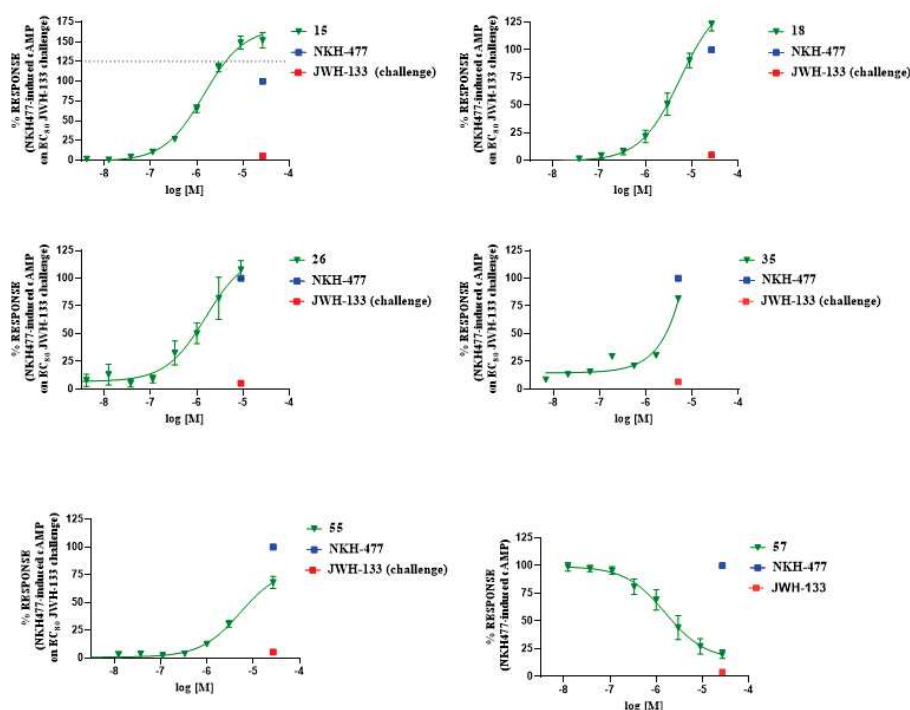 % RESPONSE
(NKH477-induced cAMP
on EC80 JWH-133 challenge)
175
150
125
100
75
50
25
0
-8
-7
-6
-5
-4
log [M]
15
NKH-477
JWH-133 (challenge)
% RESPONSE
(NKH477-induced cAMP
on EC80 JWH-133 challenge)
125
100
75
50
25
0
-8
-7
-6
-5
-4
log [M]
18
NKH-477
JWH-133 (challenge)
% RESPONSE
(NKH477-induced cAMP
on EC80 JWH-133 challenge)
125
100
75
50
25
0
-8
-7
-6
-5
-4
log [M]
26
NKH-477
JWH-133 (challenge)
% RESPONSE
(NKH477-induced cAMP
on EC80 JWH-133 challenge)
125
100
75
50
25
0
-8
-7
-6
-5
-4
log [M]
35
NKH-477
JWH-133 (challenge)
% RESPONSE
(NKH477-induced cAMP
on EC80 JWH-133 challenge)
125
100
75
50
25
0
-8
-7
-6
-5
-4
log [M]
55
NKH-477
JWH-133 (challenge)
% RESPONSE
(NKH477-induced cAMP)
125
100
75
50
25
0
-8
-7
-6
-5
-4
log [M]
57
NKH-477
JWH-133